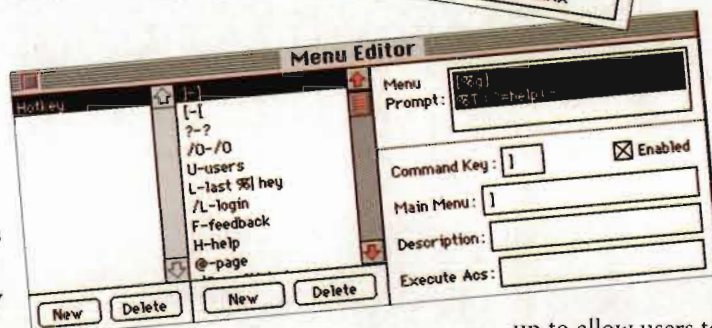 Menu Editor
Hotkey
]-]
[-[
?-?
/O-/O
U-users
L-last %| hey
/L-login
F-feedback
H-help
@-page
New
Delete
New
Delete
Menu
Prompt:
[%g]
%T : ?=help( -
Command Key: ]
Enabled
Main Menu: ]
Description:
Execute Acs:
up to allow users to